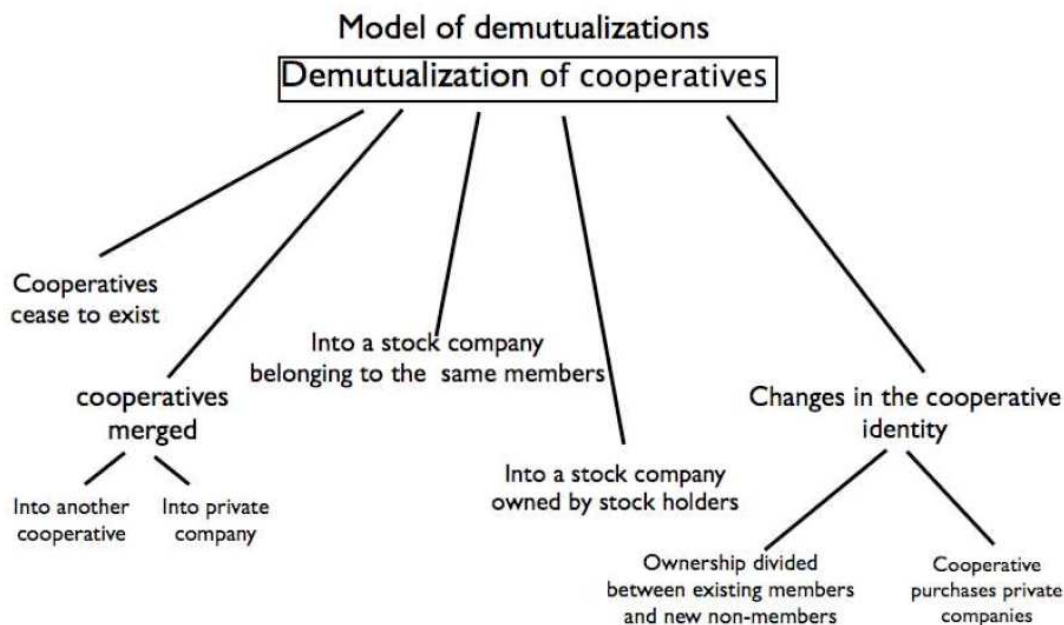 Model of demutualizations
Demutualization of cooperatives
Cooperatives
cease to exist
cooperatives
merged
Into another
cooperative
Into private
company
Into a stock company
belonging to the same members
Into a stock company
owned by stock holders
Changes in the cooperative
identity
Ownership divided
between existing members
and new non-members
Cooperative
purchases private
companies